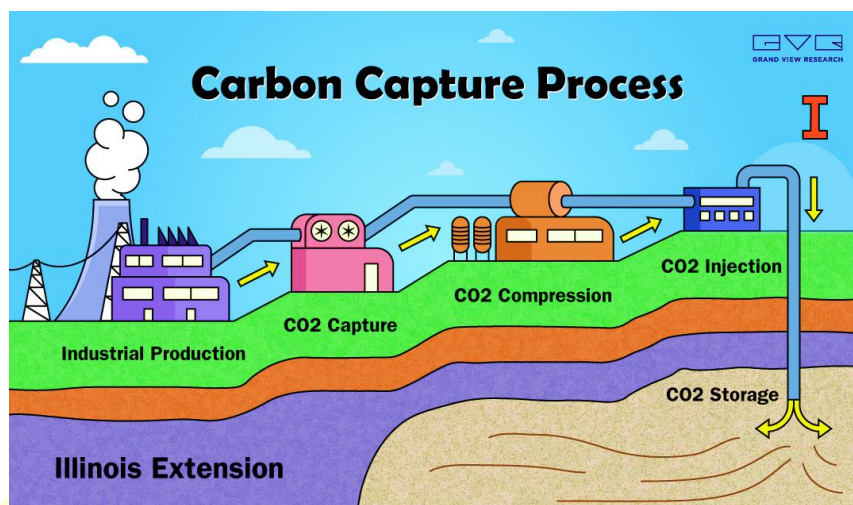 GRAND VIEW RESEARCH
Carbon Capture Process
I
CO2 Injection
CO2 Compression
CO2 Capture
Industrial Production
CO2 Storage
Illinois Extension